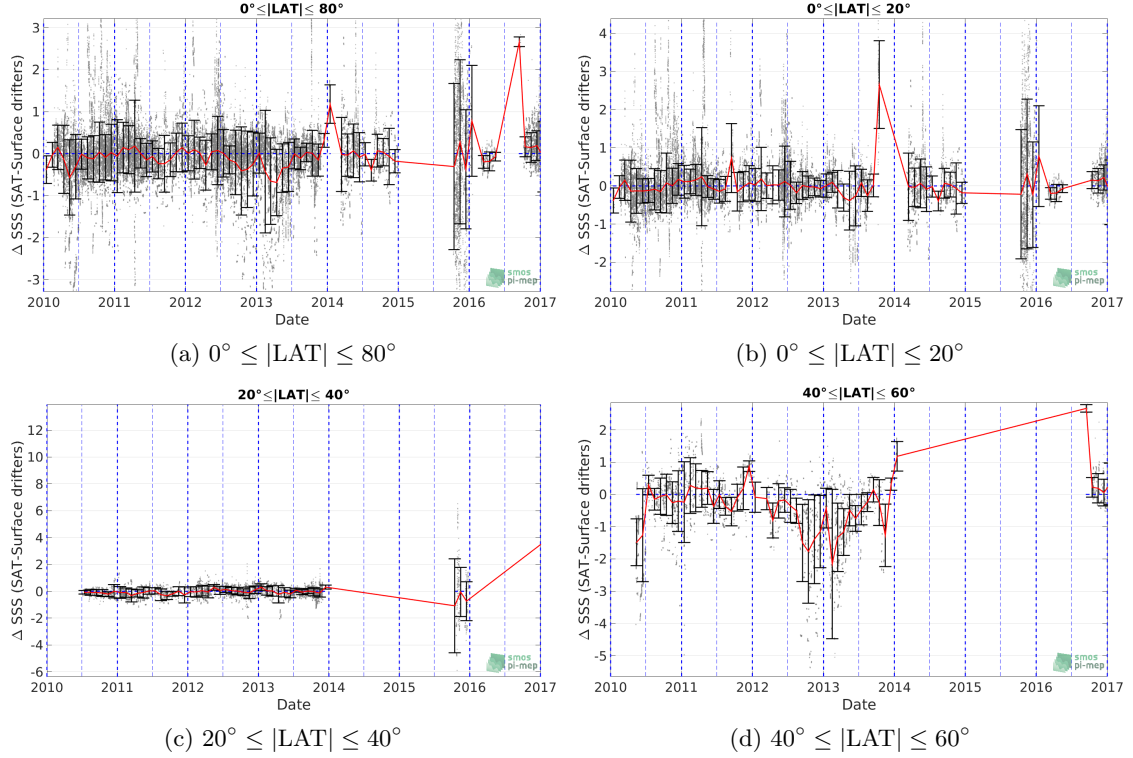 0°≤|LAT|≤ 80°
Δ SSS (SAT-Surface drifters)
3
2
1
0
-1
-2
-3
2010 2011 2012 2013 2014 2015 2016 2017
Date
smos
pi-mep
(a) 0° ≤ |LAT| ≤ 80°
0°≤|LAT|≤ 20°
Δ SSS (SAT-Surface drifters)
4
3
2
1
0
-1
-2
2010 2011 2012 2013 2014 2015 2016 2017
Date
smos
pi-mep
(b) 0° ≤ |LAT| ≤ 20°
20°≤|LAT|≤ 40°
Δ SSS (SAT-Surface drifters)
12
10
8
6
4
2
0
-2
-4
-6
2010 2011 2012 2013 2014 2015 2016 2017
Date
smos
pi-mep
(c) 20° ≤ |LAT| ≤ 40°
40°≤|LAT|≤ 60°
Δ SSS (SAT-Surface drifters)
2
1
0
-1
-2
-3
-4
-5
2010 2011 2012 2013 2014 2015 2016 2017
Date
smos
pi-mep
(d) 40° ≤ |LAT| ≤ 60°